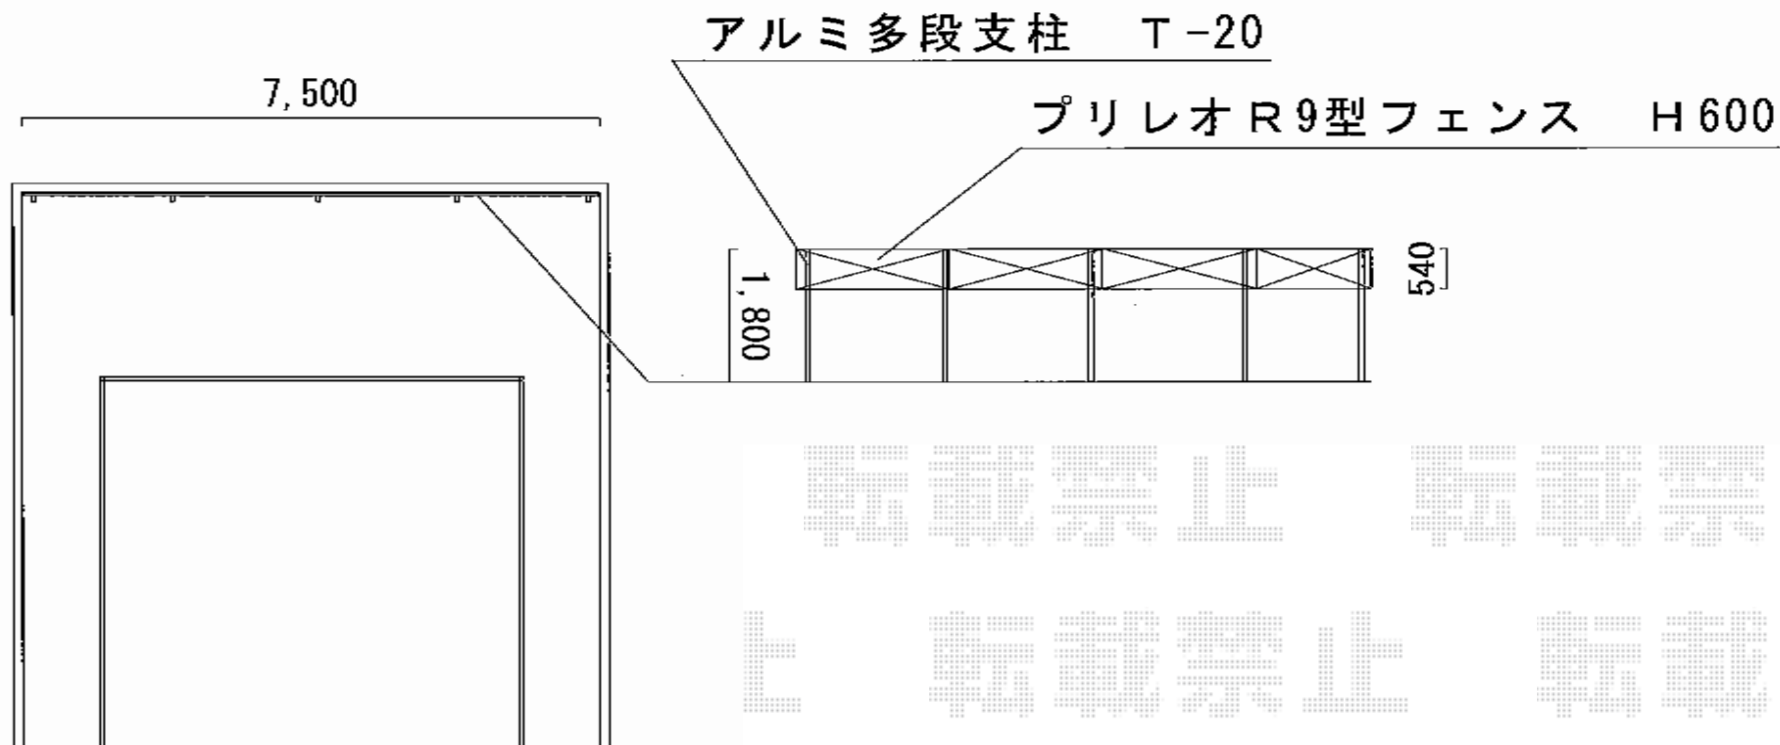 アルミ多段支柱　T-20
7,500
プリレオR9型フェンス　H600
1,800
540
転載禁止　転載禁
止　転載禁止　転載